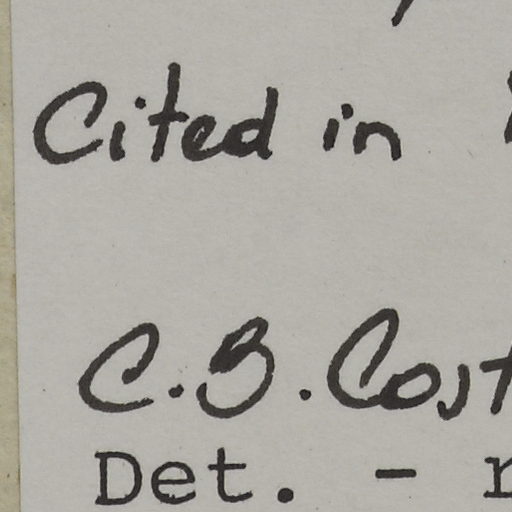 Cited in
C.B. Cost
Det. -